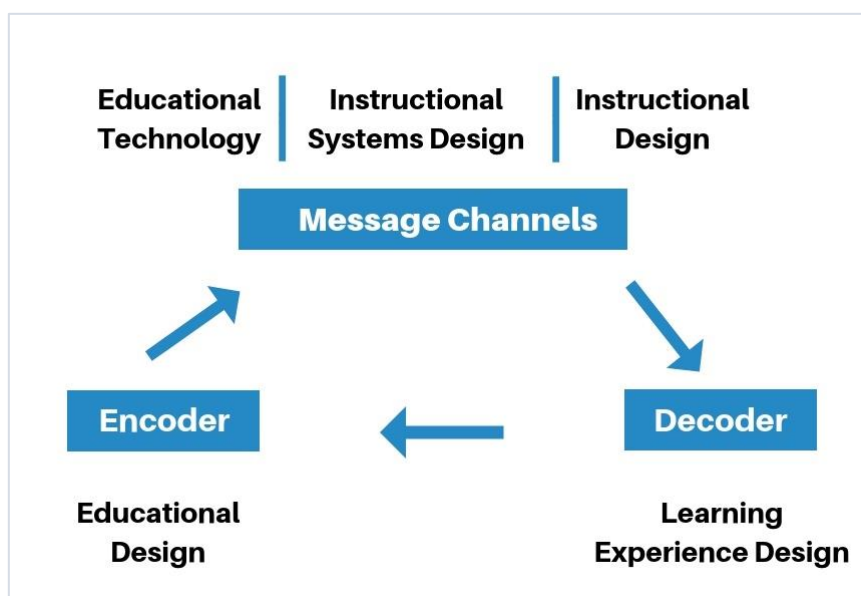 Educational
Technology
Instructional
Systems Design
Instructional
Design
Message Channels
Encoder
Decoder
Educational
Design
Learning
Experience Design